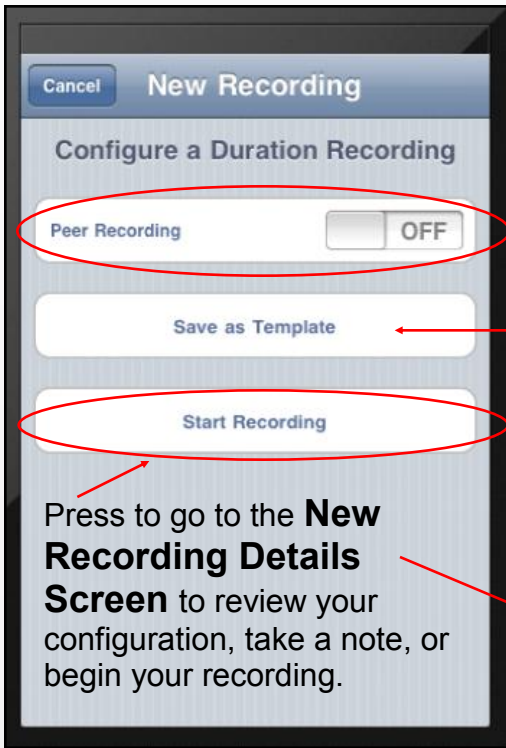 Cancel New Recording
Configure a Duration Recording
Peer Recording OFF
Save as Template
Start Recording
Press to go to the New
Recording Details
Screen to review your
configuration, take a note, or
begin your recording.